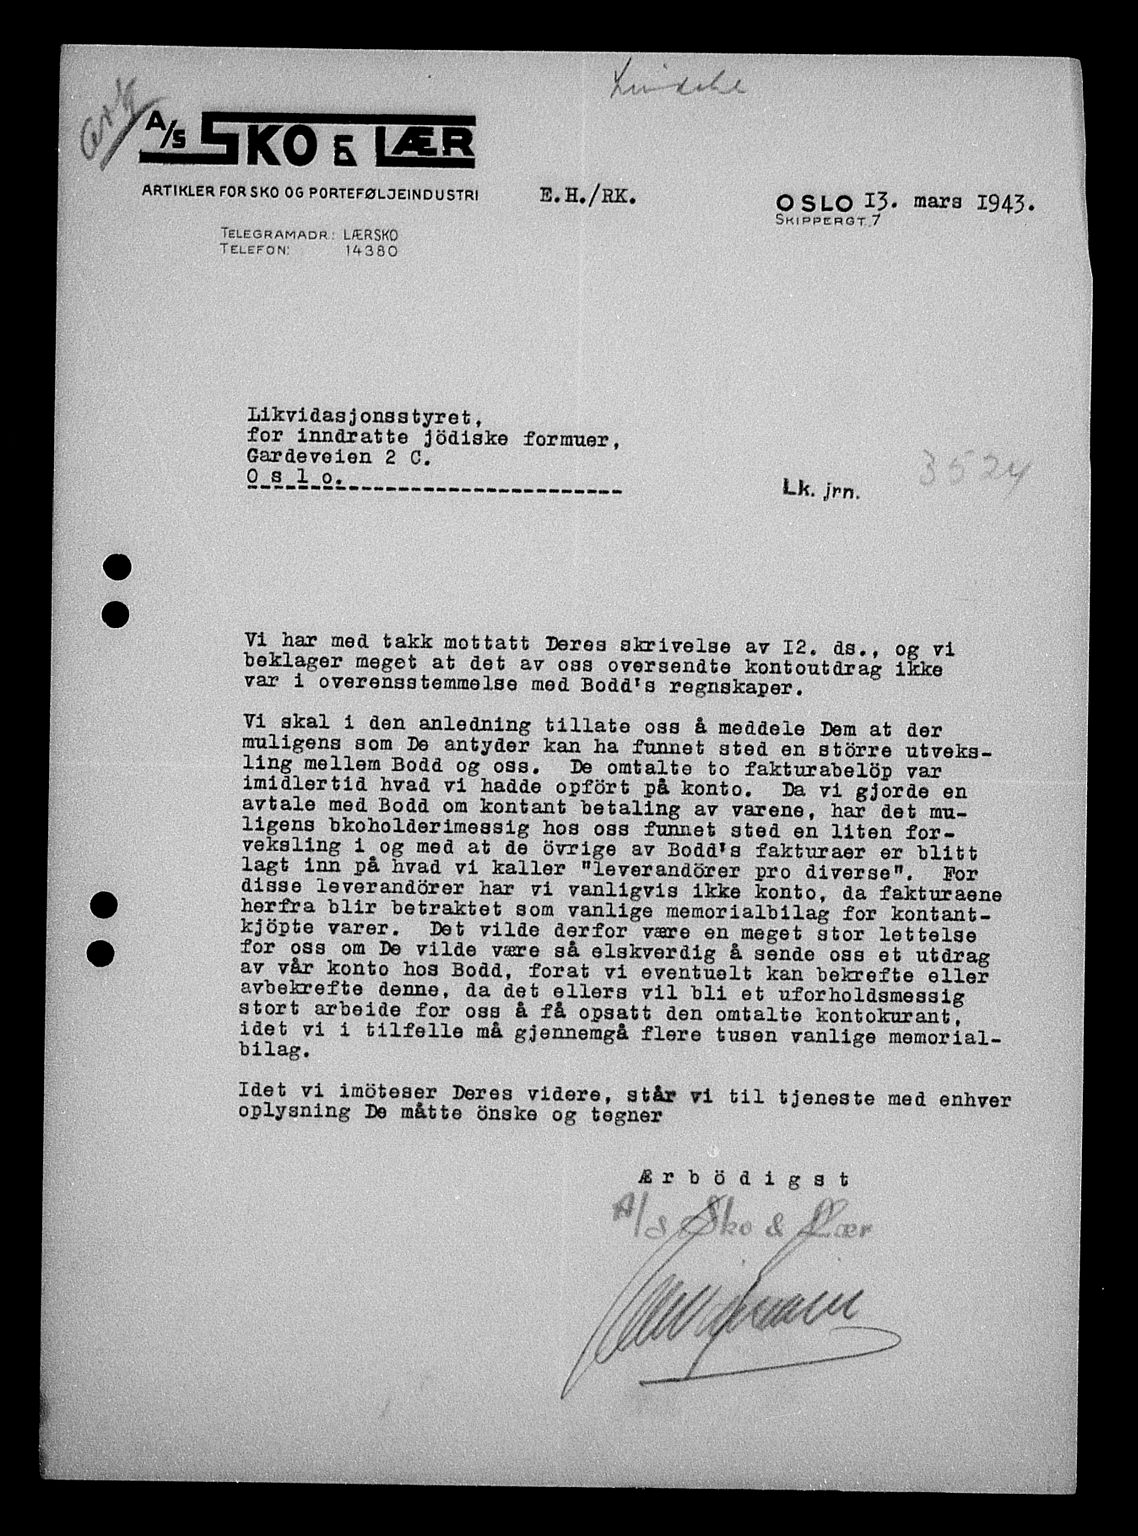 A/S SKO & LÆR
ARTIKLER FOR SKO OG PORTEFØLJEINDUSTRI
E.H./RK.
OSLO 13. mars 1943.
SKIPPERGT. 7
TELEGRAMADR: LÆRSKO
TELEFON: 14380
Likvidasjonsstyret,
for inndratte jödiske formuer,
Gardeveien 2 C.
O s l o.
Lk. jrn. 3524
Vi har med takk mottatt Deres skrivelse av 12. ds., og vi
beklager meget at det av oss oversendte kontoutdrag ikke
var i overensstemmelse med Bodd's regnskaper.
Vi skal i den anledning tillate oss å meddele Dem at der
muligens som De antyder kan ha funnet sted en större utveks-
ling mellem Bodd og oss. De omtalte to fakturabelöp var
imidlertid hvad vi hadde opfört på konto. Da vi gjorde en
avtale med Bodd om kontant betaling av varene, har det mu-
ligens bkoholderimessig hos oss funnet sted en liten for-
veksling i og med at de övrige av Bodd's fakturaer er blitt
lagt inn på hvad vi kaller "leverandörer pro diverse". For
disse leverandörer har vi vanligvis ikke konto, da fakturaene
herfra blir betraktet som vanlige memorialbilag for kontant-
kjöpte varer. Det vilde derfor være en meget stor lettelse
for oss om De vilde være så elskverdig å sende oss et utdrag
av vår konto hos Bodd, forat vi eventuelt kan bekrefte eller
avbekrefte denne, da det ellers vil bli et uforholdsmessig
stort arbeide for oss å få opsatt den omtalte kontokurant,
idet vi i tilfelle må gjennemgå flere tusen vanlige memorial-
bilag.
Idet vi imöteser Deres videre, står vi til tjeneste med enhver
oplysning De måtte önske og tegner
Æ r b ö d i g s t
A/S Sko & Lær